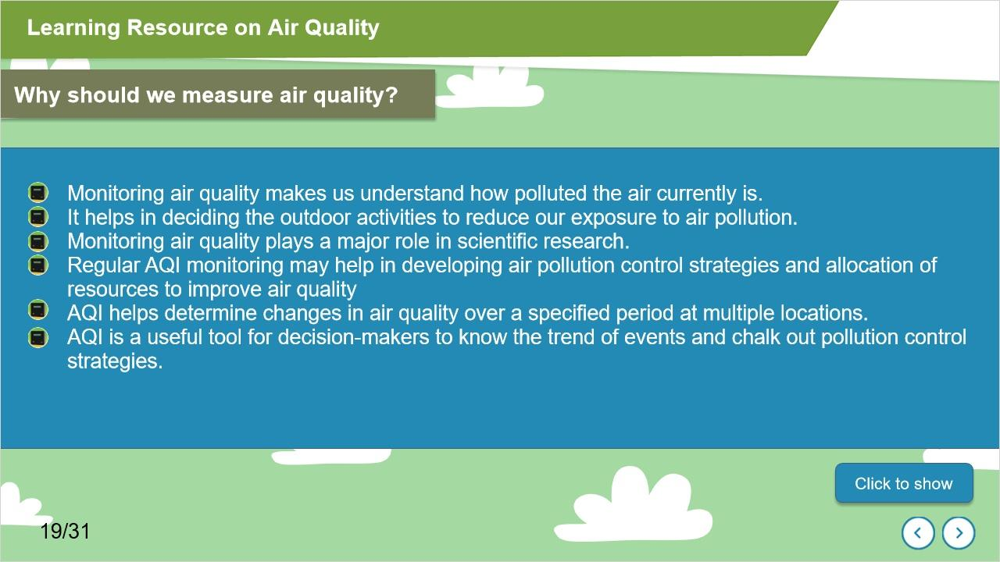 Learning Resource on Air Quality
Why should we measure air quality?
Monitoring air quality makes us understand how polluted the air currently is.
It helps in deciding the outdoor activities to reduce our exposure to air pollution.
Monitoring air quality plays a major role in scientific research.
Regular AQI monitoring may help in developing air pollution control strategies and allocation of
resources to improve air quality
AQI helps determine changes in air quality over a specified period at multiple locations.
AQI is a useful tool for decision-makers to know the trend of events and chalk out pollution control
strategies.
Click to show
19/31